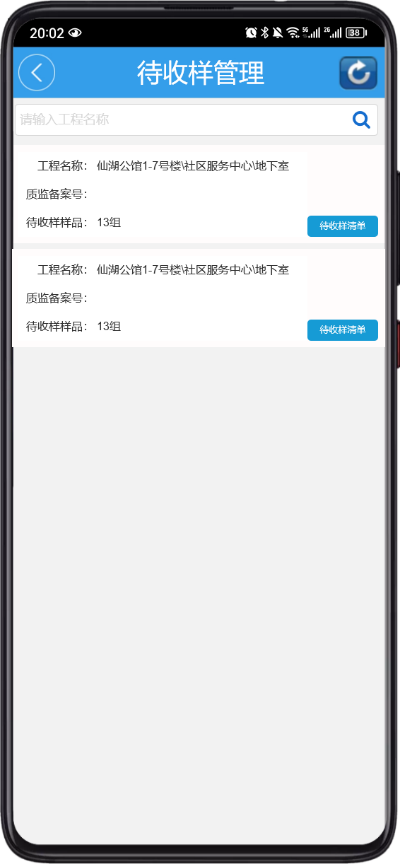 20:02
5G 2G 38
待收样管理
请输入工程名称
工程名称： 仙湖公馆1-7号楼\社区服务中心\地下室
质监备案号：
待收样样品： 13组
待收样清单
工程名称： 仙湖公馆1-7号楼\社区服务中心\地下室
质监备案号：
待收样样品： 13组
待收样清单